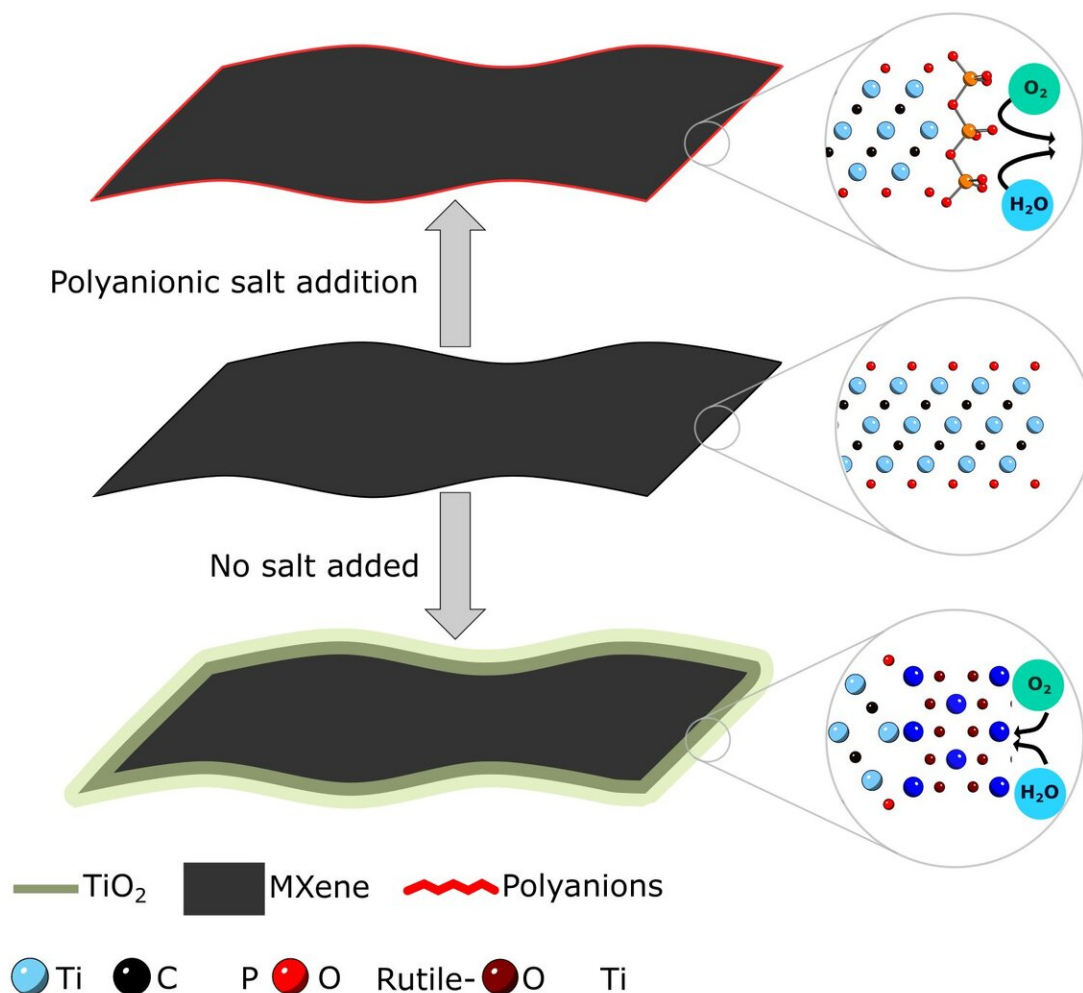 O₂
H₂O
Polyanionic salt addition
No salt added
O₂
H₂O
TiO₂ MXene Polyanions
Ti C P O Rutile- O Ti